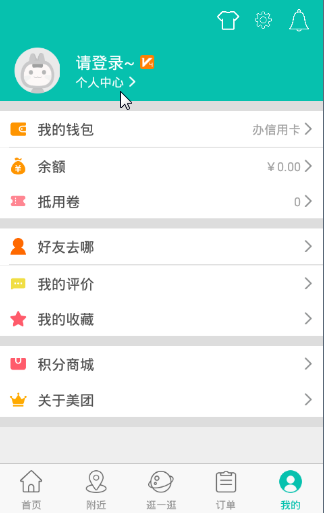 请登录~
个人中心
我的钱包 办信用卡
余额 ¥0.00
抵用卷 0
好友去哪
我的评价
我的收藏
积分商城
关于美团
首页 附近 逛一逛 订单 我的